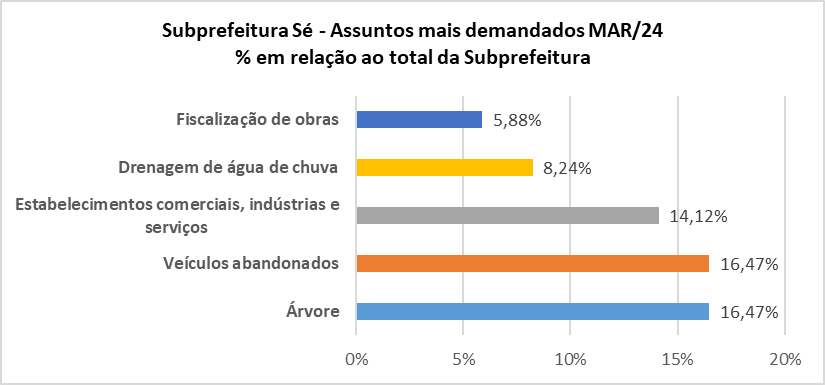 Subprefeitura Sé - Assuntos mais demandados MAR/24
% em relação ao total da Subprefeitura
Fiscalização de obras
5,88%
Drenagem de água de chuva
8,24%
Estabelecimentos comerciais, indústrias e
serviços
14,12%
Veículos abandonados
16,47%
Árvore
16,47%
0%
5%
10%
15%
20%